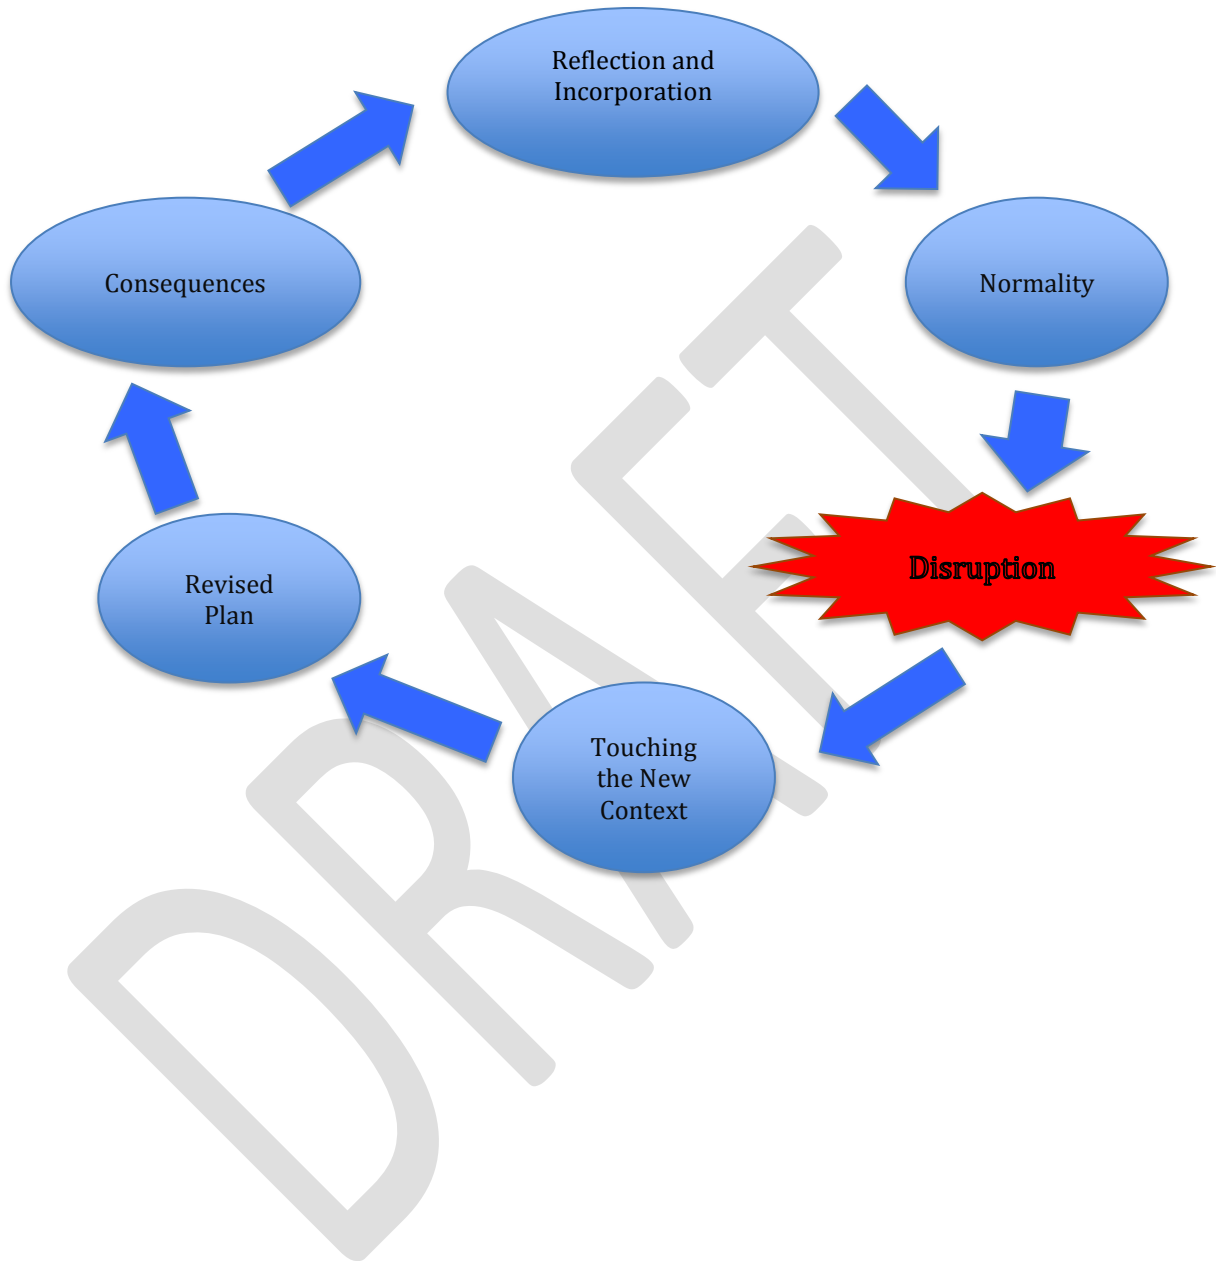 Reflection and
Incorporation
Normality
Consequences
Disruption
Revised
Plan
Touching
the New
Context
DRAFT